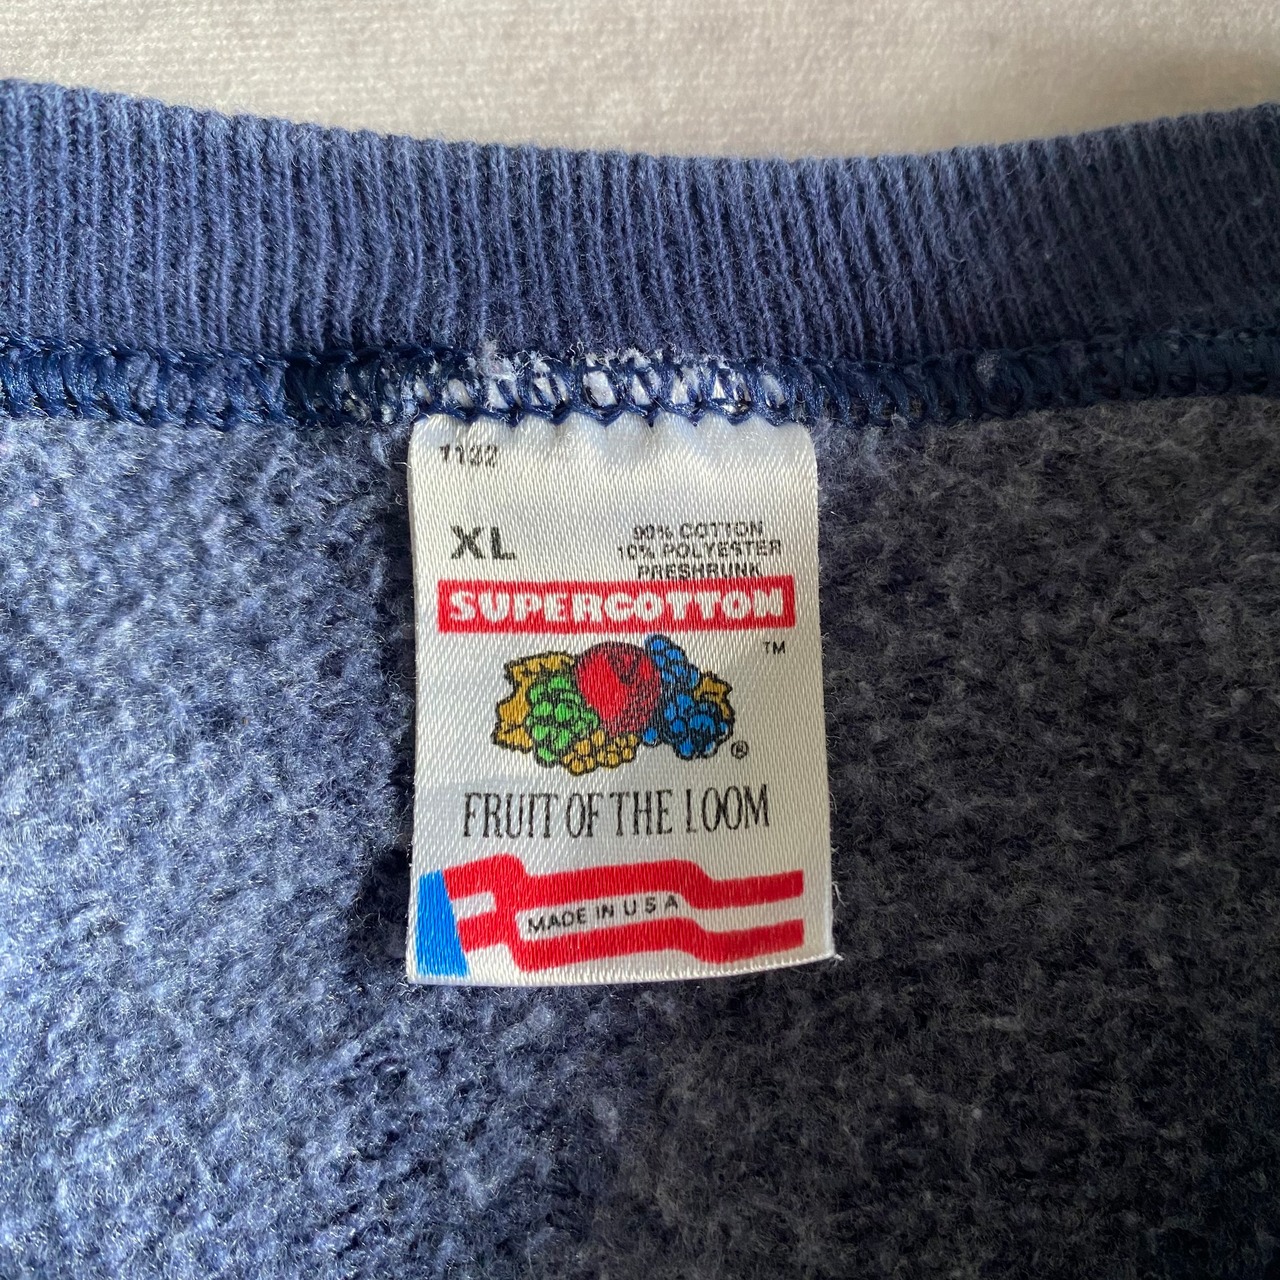 1122
XL
90% COTTON
10% POLYESTER
PRESHRUNK
SUPERCOTTON
TM
®
FRUIT OF THE LOOM
MADE IN U S A